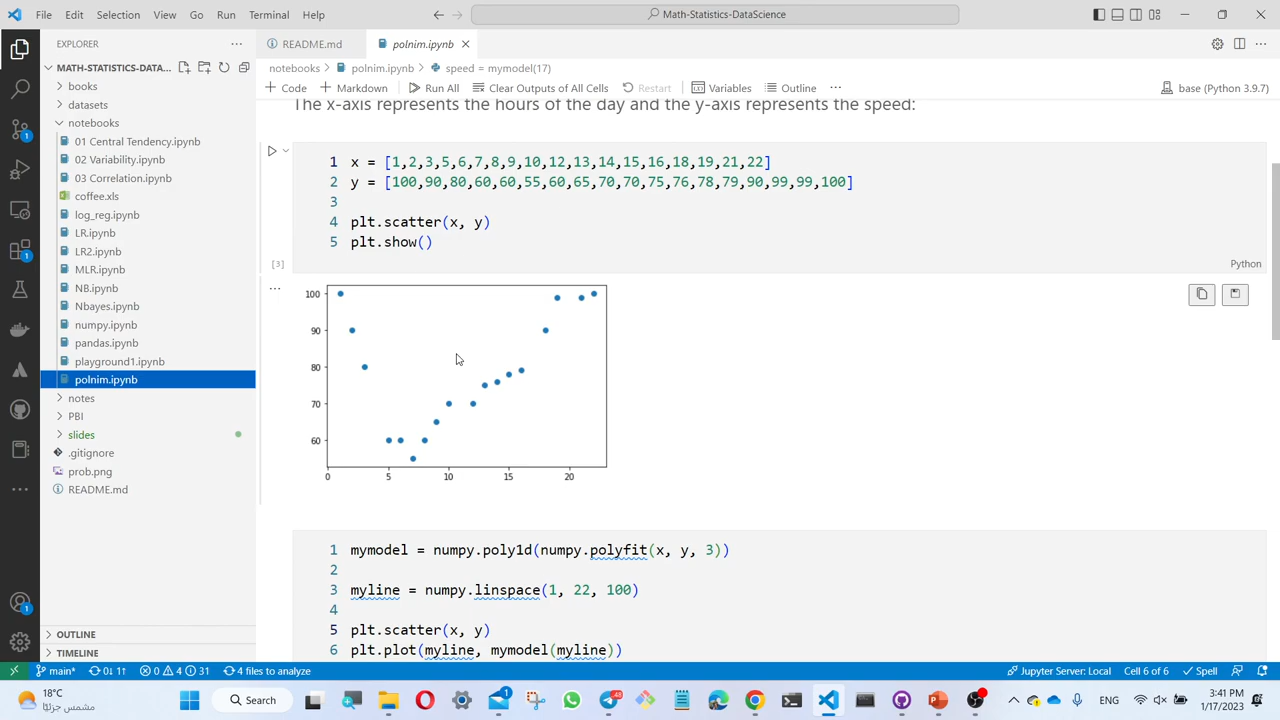 File Edit Selection View Go Run Terminal Help
Math-Statistics-DataScience
EXPLORER
README.md
polnim.ipynb
MATH-STATISTICS-DATA...
notebooks > polnim.ipynb > speed = mymodel(17)
+ Code + Markdown Run All Clear Outputs of All Cells Restart Variables Outline ... base (Python 3.9.7)
books
datasets
notebooks
01 Central Tendency.ipynb
02 Variability.ipynb
03 Correlation.ipynb
coffee.xls
log_reg.ipynb
LR.ipynb
LR2.ipynb
MLR.ipynb
NB.ipynb
Nbayes.ipynb
numpy.ipynb
pandas.ipynb
playground1.ipynb
polnim.ipynb
notes
PBI
slides
.gitignore
prob.png
README.md
OUTLINE
TIMELINE
The x-axis represents the hours of the day and the y-axis represents the speed:
1 x = [1,2,3,5,6,7,8,9,10,12,13,14,15,16,18,19,21,22]
2 y = [100,90,80,60,60,55,60,65,70,70,75,76,78,79,90,99,99,100]
3
4 plt.scatter(x, y)
5 plt.show()
[3]
Python
100
90
80
70
60
0 5 10 15 20
1 mymodel = numpy.poly1d(numpy.polyfit(x, y, 3))
2
3 myline = numpy.linspace(1, 22, 100)
4
5 plt.scatter(x, y)
6 plt.plot(myline, mymodel(myline))
main* 0↓ 1↑ 0 4 31 4 files to analyze
Jupyter Server: Local Cell 6 of 6 Spell
18°C
مشمس جزئيًا
Search
1
48
ENG
3:41 PM
1/17/2023